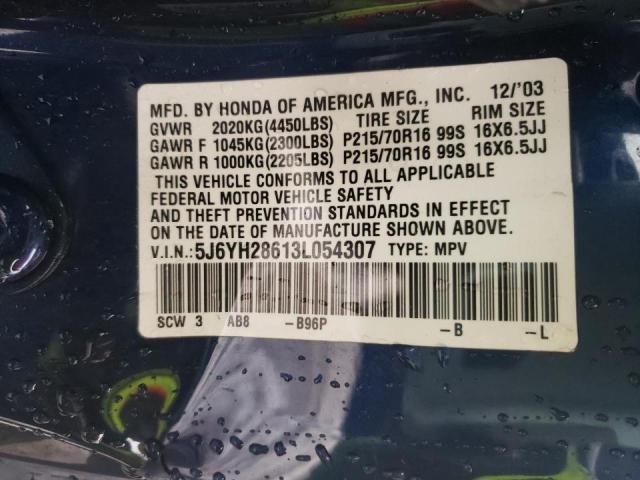 MFD. BY HONDA OF AMERICA MFG., INC. 12/'03
GVWR 2020KG(4450LBS) TIRE SIZE RIM SIZE
GAWR F 1045KG(2300LBS) P215/70R16 99S 16X6.5JJ
GAWR R 1000KG(2205LBS) P215/70R16 99S 16X6.5JJ
THIS VEHICLE CONFORMS TO ALL APPLICABLE
FEDERAL MOTOR VEHICLE SAFETY
AND THEFT PREVENTION STANDARDS IN EFFECT
ON THE DATE OF MANUFACTURE SHOWN ABOVE.
V.I.N.:5J6YH28613L054307 TYPE: MPV
SCW 3 AB8 -B96P -B -L